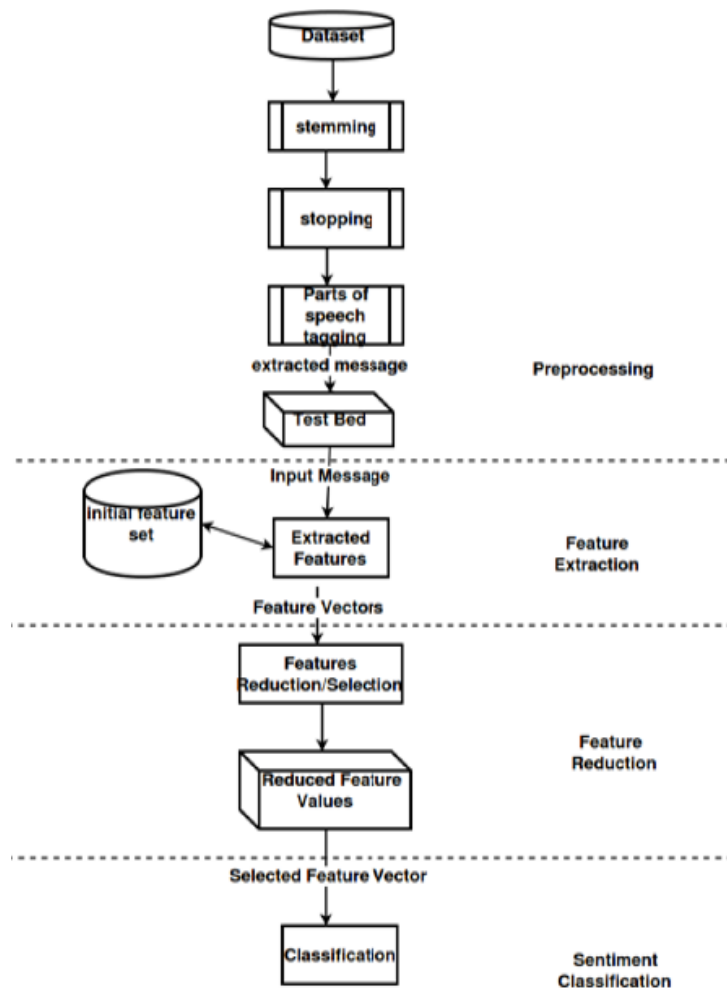 Dataset
stemming
stopping
Parts of
speech
tagging
extracted message
Preprocessing
Test Bed
Input Message
initial feature
set
Extracted
Features
Feature
Extraction
Feature Vectors
Features
Reduction/Selection
Feature
Reduction
Reduced Feature
Values
Selected Feature Vector
Classification
Sentiment
Classification